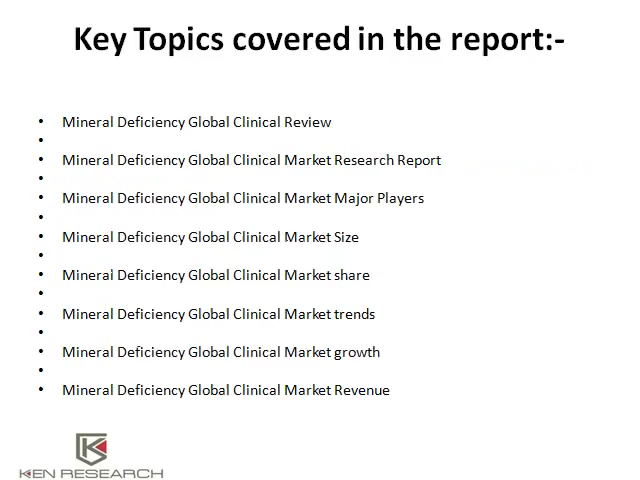 Key Topics covered in the report:-
• Mineral Deficiency Global Clinical Review
•
• Mineral Deficiency Global Clinical Market Research Report
•
• Mineral Deficiency Global Clinical Market Major Players
•
• Mineral Deficiency Global Clinical Market Size
•
• Mineral Deficiency Global Clinical Market share
•
• Mineral Deficiency Global Clinical Market trends
•
• Mineral Deficiency Global Clinical Market growth
•
• Mineral Deficiency Global Clinical Market Revenue
KEN RESEARCH